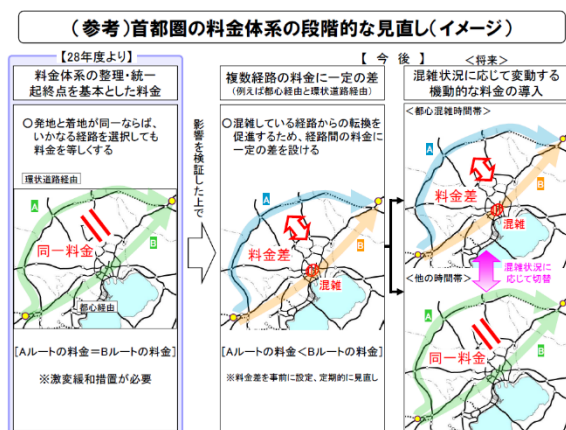 (参考)首都圏の料金体系の段階的な見直し(イメージ)
【28年度より】
料金体系の整理・統一
起終点を基本とした料金
○発地と着地が同一ならば、
いかなる経路を選択しても
料金を等しくする
環状道路経由
A
同一料金
B
都心経由
[Aルートの料金=Bルートの料金]
※激変緩和措置が必要
影響を検証した上で
【今後】
複数経路の料金に一定の差
(例えば都心経由と環状道路経由)
○混雑している経路からの転換を
促進するため、経路間の料金に
一定の差を設ける
A
B
料金差
混雑
[Aルートの料金<Bルートの料金]
※料金差を事前に設定、定期的に見直し
<将来>
混雑状況に応じて変動する
機動的な料金の導入
<都心混雑時間帯>
A
B
料金差
混雑
混雑状況に
応じて切替
<他の時間帯>
A
同一料金
B